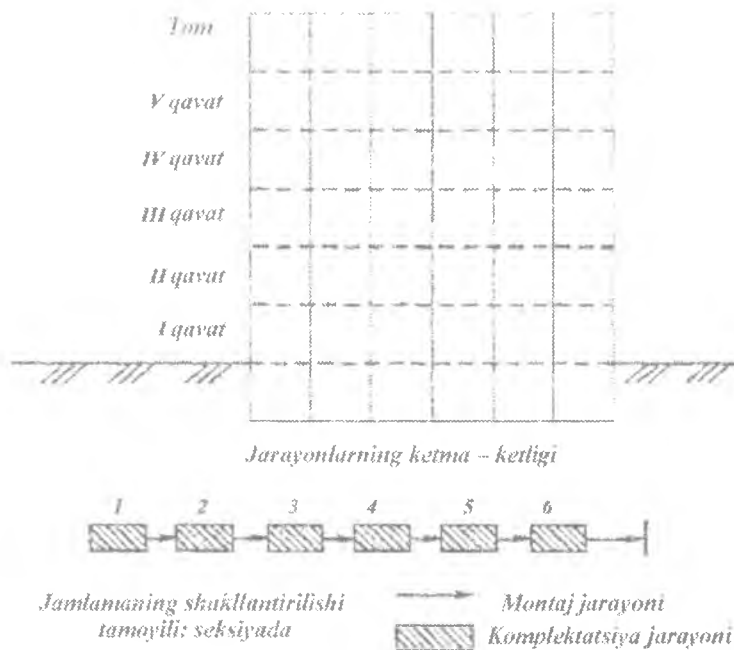 Tom
V qavat
IV qavat
III qavat
II qavat
I qavat
Jarayonlarning ketma – ketligi
1 2 3 4 5 6
Jamlamaning shakllantirilishi
tamoyili: seksiyada
Montaj jarayoni
Komplektatsiya jarayoni